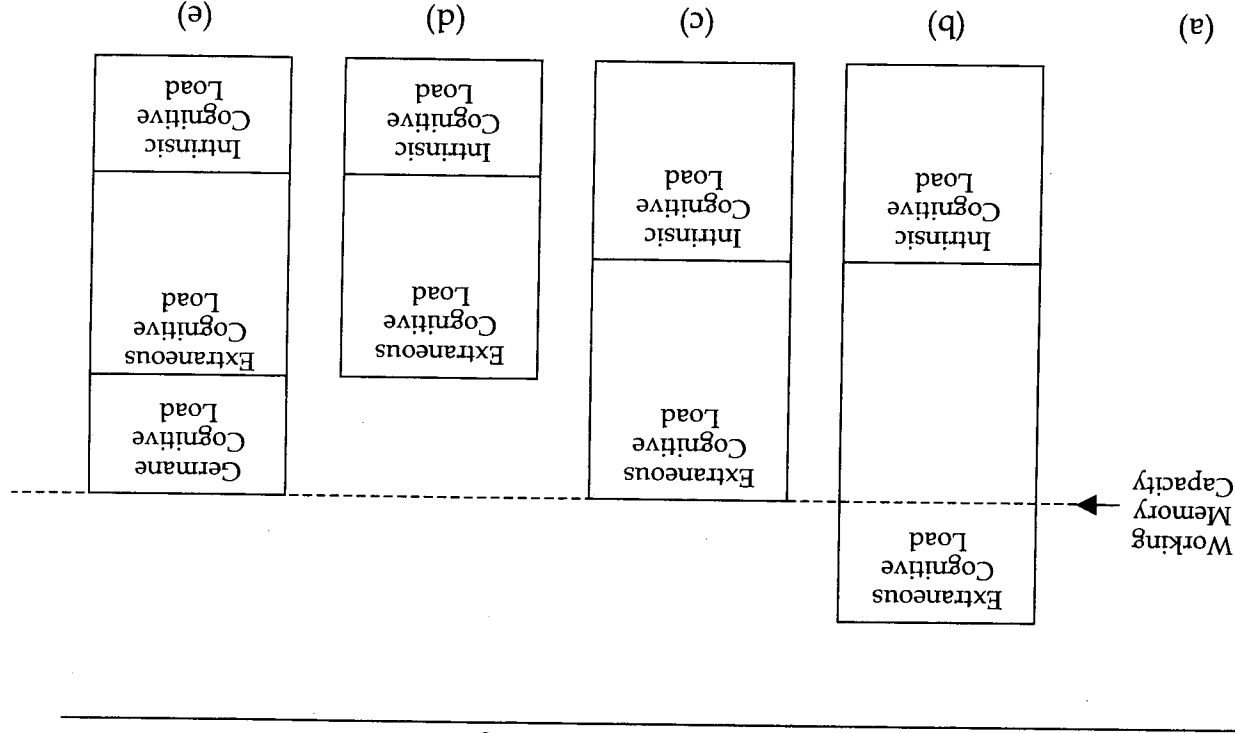 Working
Memory
Capacity
(a)
Extraneous
Cognitive
Load
Intrinsic
Cognitive
Load
(b)
Extraneous
Cognitive
Load
Intrinsic
Cognitive
Load
(c)
Extraneous
Cognitive
Load
Intrinsic
Cognitive
Load
(d)
Germane
Cognitive
Load
Extraneous
Cognitive
Load
Intrinsic
Cognitive
Load
(e)